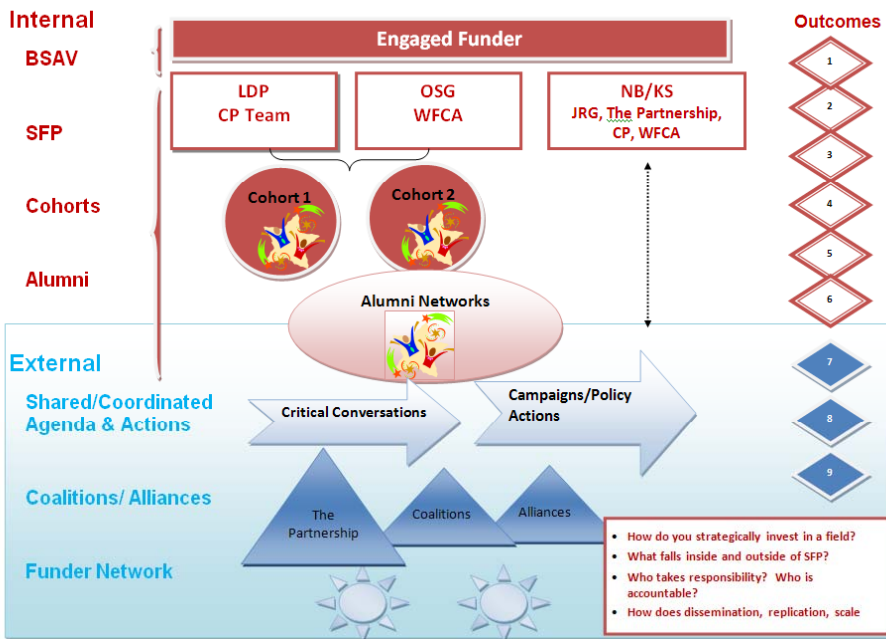 Internal
Outcomes
BSAV
Engaged Funder
1
LDP
CP Team
OSG
WFCA
NB/KS
JRG, The Partnership,
CP, WFCA
2
SFP
3
Cohorts
Cohort 1
Cohort 2
4
5
Alumni
Alumni Networks
6
External
7
Shared/Coordinated
Agenda & Actions
Critical Conversations
Campaigns/Policy
Actions
8
9
Coalitions/ Alliances
The
Partnership
Coalitions
Alliances
Funder Network
• How do you strategically invest in a field?
• What falls inside and outside of SFP?
• Who takes responsibility?  Who is
accountable?
• How does dissemination, replication, scale